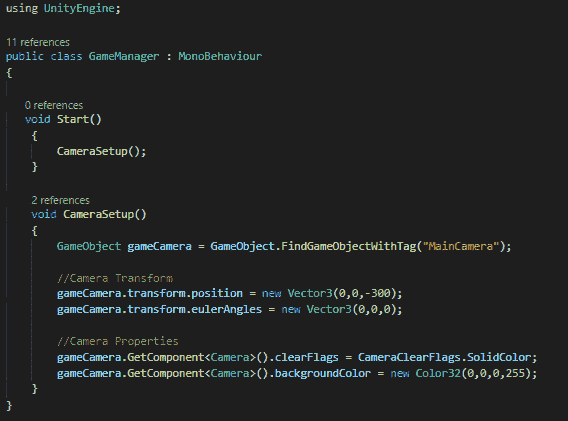 using UnityEngine;
11 references
public class GameManager : MonoBehaviour
{
0 references
void Start()
{
CameraSetup();
}
2 references
void CameraSetup()
{
GameObject gameCamera = GameObject.FindGameObjectWithTag("MainCamera");
//Camera Transform
gameCamera.transform.position = new Vector3(0,0,-300);
gameCamera.transform.eulerAngles = new Vector3(0,0,0);
//Camera Properties
gameCamera.GetComponent<Camera>().clearFlags = CameraClearFlags.SolidColor;
gameCamera.GetComponent<Camera>().backgroundColor = new Color32(0,0,0,255);
}
}